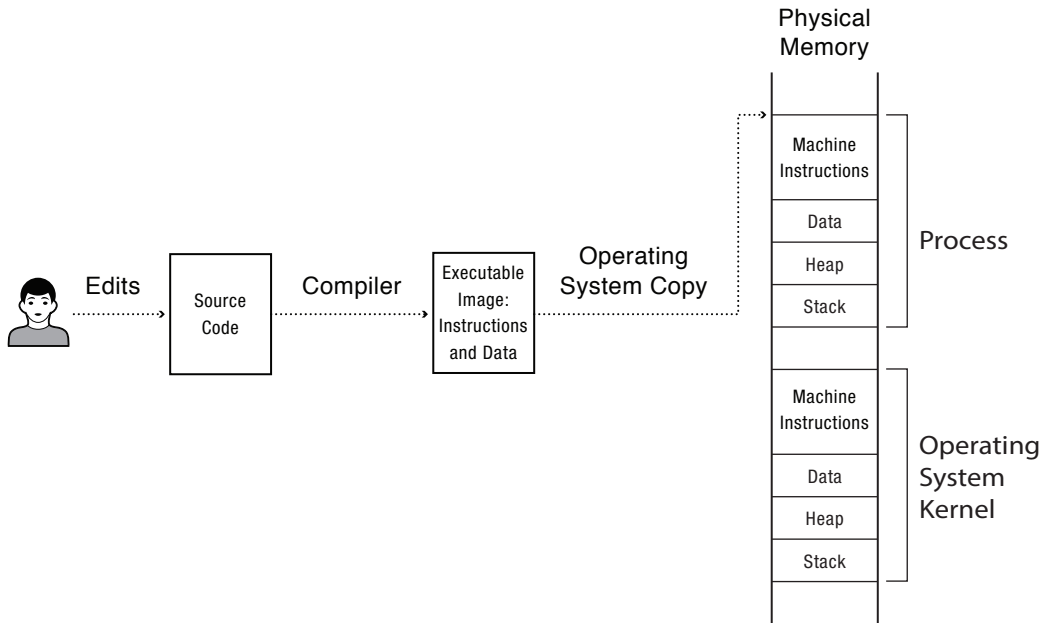 Physical
Memory
Edits
Source
Code
Compiler
Executable
Image:
Instructions
and Data
Operating
System Copy
Machine
Instructions
Data
Heap
Stack
Process
Machine
Instructions
Data
Heap
Stack
Operating
System
Kernel